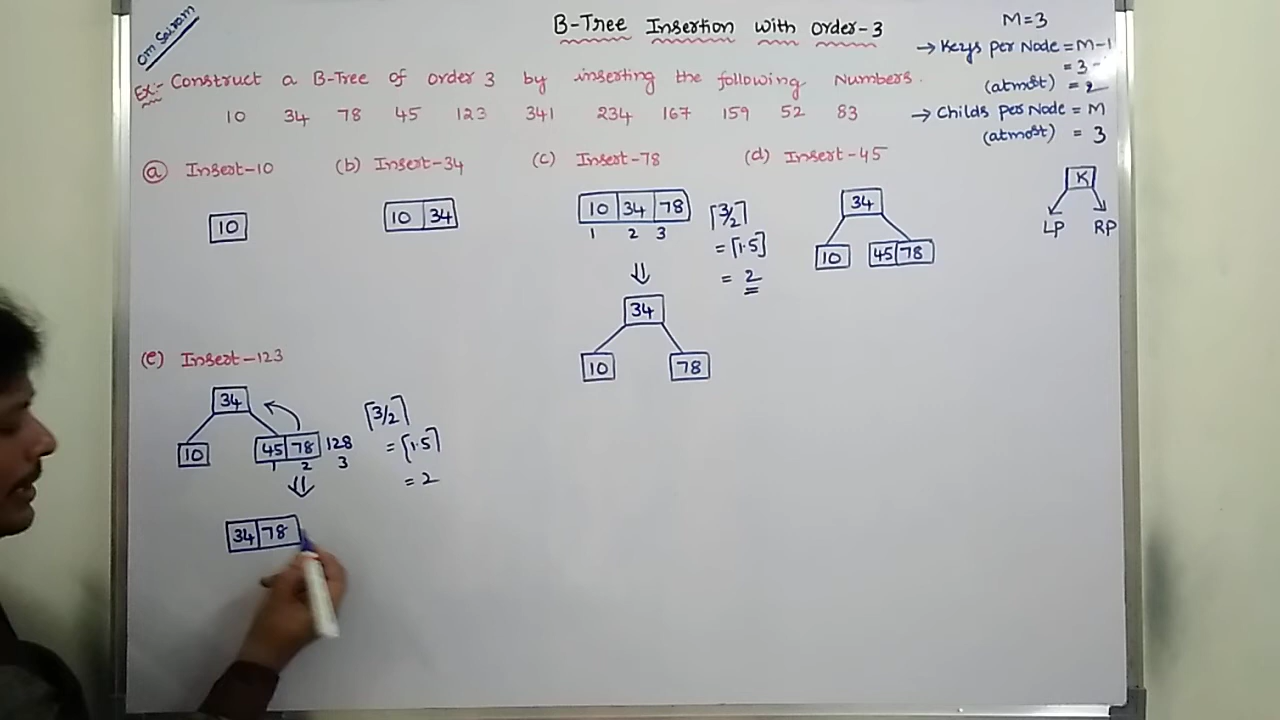 Om Sairam
B-Tree Insertion with order-3
M=3
→ Keys per Node = M-1
= 3-
(atmost) = 2
→ Childs per Node = M
(atmost) = 3
Ex:- Construct a B-Tree of order 3 by inserting the following Numbers.
10 34 78 45 123 341 234 167 159 52 83
(a) Insert-10
10
(b) Insert-34
10 34
(c) Insert-78
10 34 78
1 2 3
⌈3/2⌉
= ⌈1.5⌉
= 2
⇓
34
10 78
(d) Insert-45
34
10 45 78
K
LP RP
(e) Insert-123
34
10 45 78 128
1 2 3
⌈3/2⌉
= ⌈1.5⌉
= 2
⇓
34 78